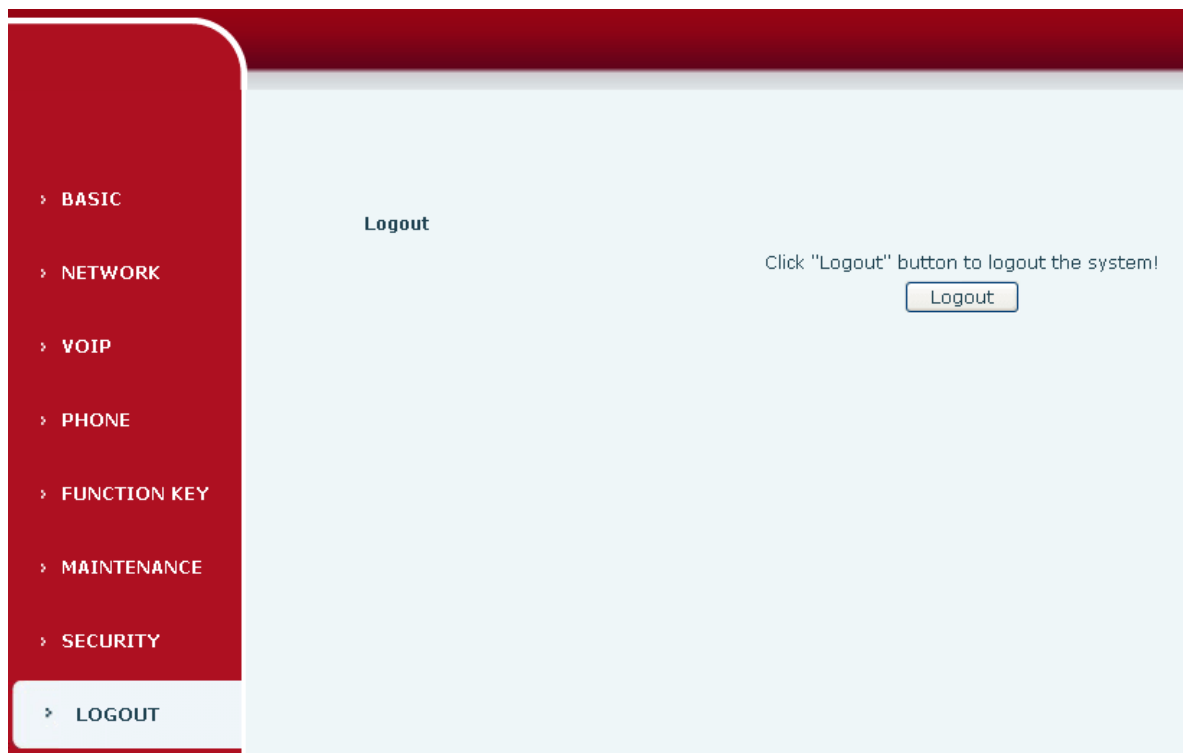 BASIC
NETWORK
VOIP
PHONE
FUNCTION KEY
MAINTENANCE
SECURITY
LOGOUT
Logout
Click "Logout" button to logout the system!
Logout